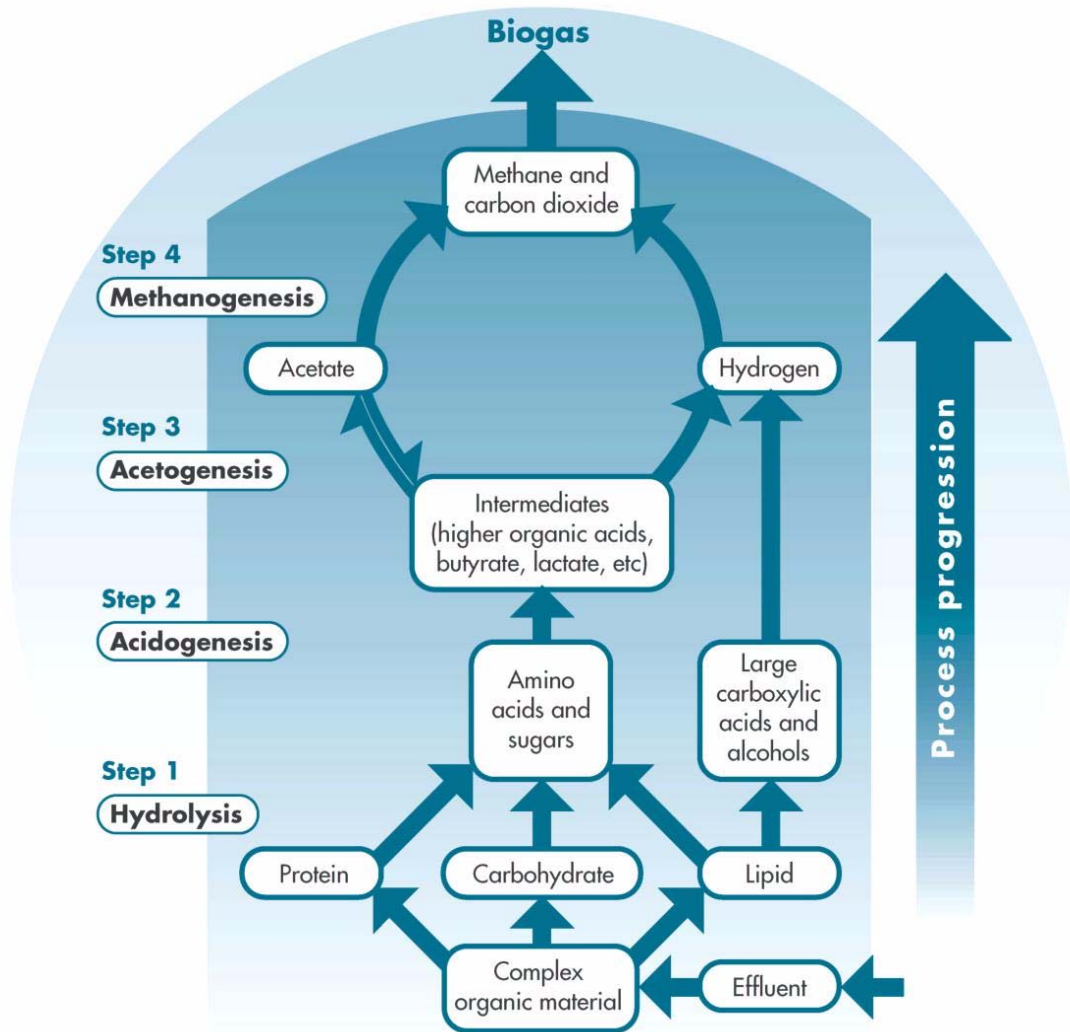 Biogas
Methane and
carbon dioxide
Step 4
Methanogenesis
Acetate
Hydrogen
Step 3
Acetogenesis
Intermediates
(higher organic acids,
butyrate, lactate, etc)
Step 2
Acidogenesis
Amino
acids and
sugars
Large
carboxylic
acids and
alcohols
Step 1
Hydrolysis
Protein
Carbohydrate
Lipid
Complex
organic material
Effluent
Process progression